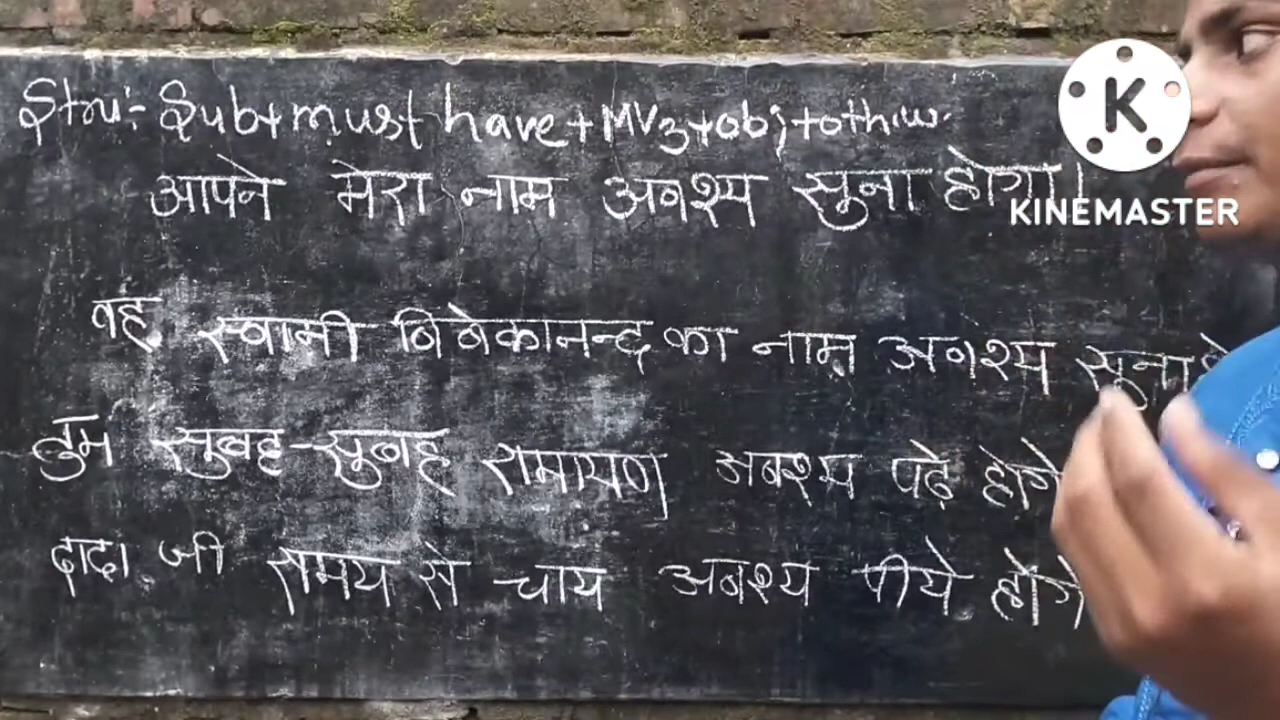 Stru:- Sub+must have+MV3+obj+oth.w.
आपने मेरा नाम अवश्य सुना होगा।
KINEMASTER
वह स्वामी बिबेकानन्द का नाम अवश्य सुना
तुम सुबह-सुबह रामायण अवश्य पढ़े होगे
दादा जी समय से चाय अवश्य पीये होगे